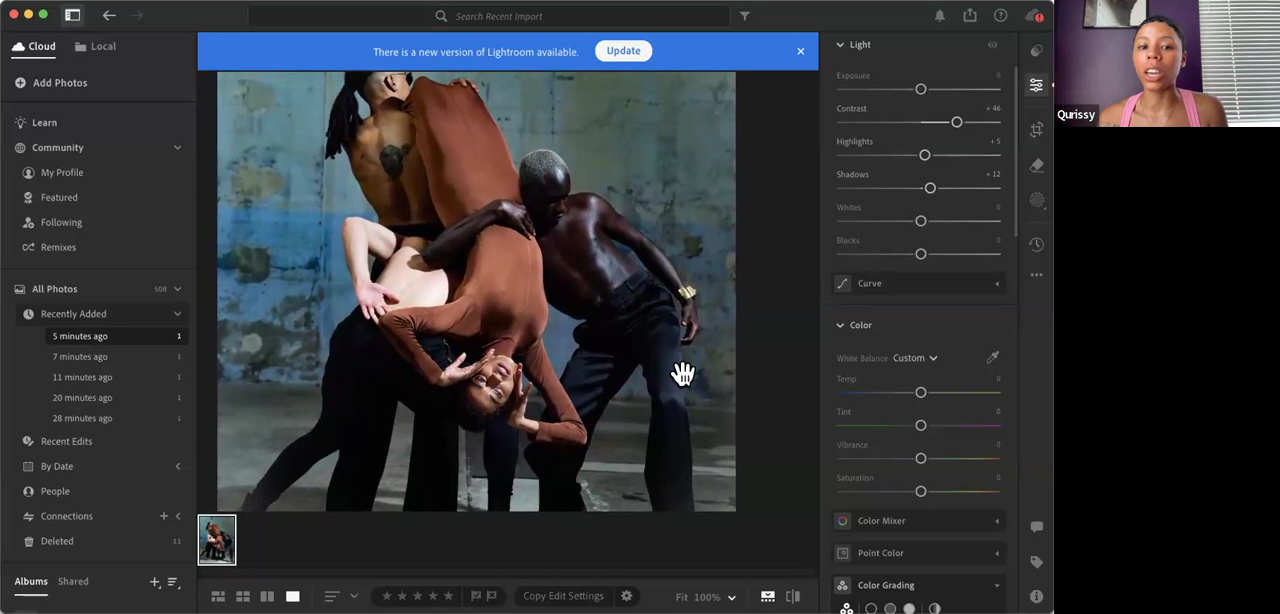 Search Recent Import
Cloud
Local
There is a new version of Lightroom available.
Update
Add Photos
Learn
Community
My Profile
Featured
Following
Remixes
All Photos
508
Recently Added
5 minutes ago
1
7 minutes ago
1
11 minutes ago
1
20 minutes ago
1
28 minutes ago
1
Recent Edits
By Date
People
Connections
Deleted
11
Albums
Shared
Copy Edit Settings
Fit
100%
Light
Exposure
0
Contrast
+ 46
Highlights
+ 5
Shadows
+ 12
Whites
0
Blacks
0
Curve
Color
White Balance
Custom
Temp
0
Tint
0
Vibrance
0
Saturation
0
Color Mixer
Point Color
Color Grading
Qurissy